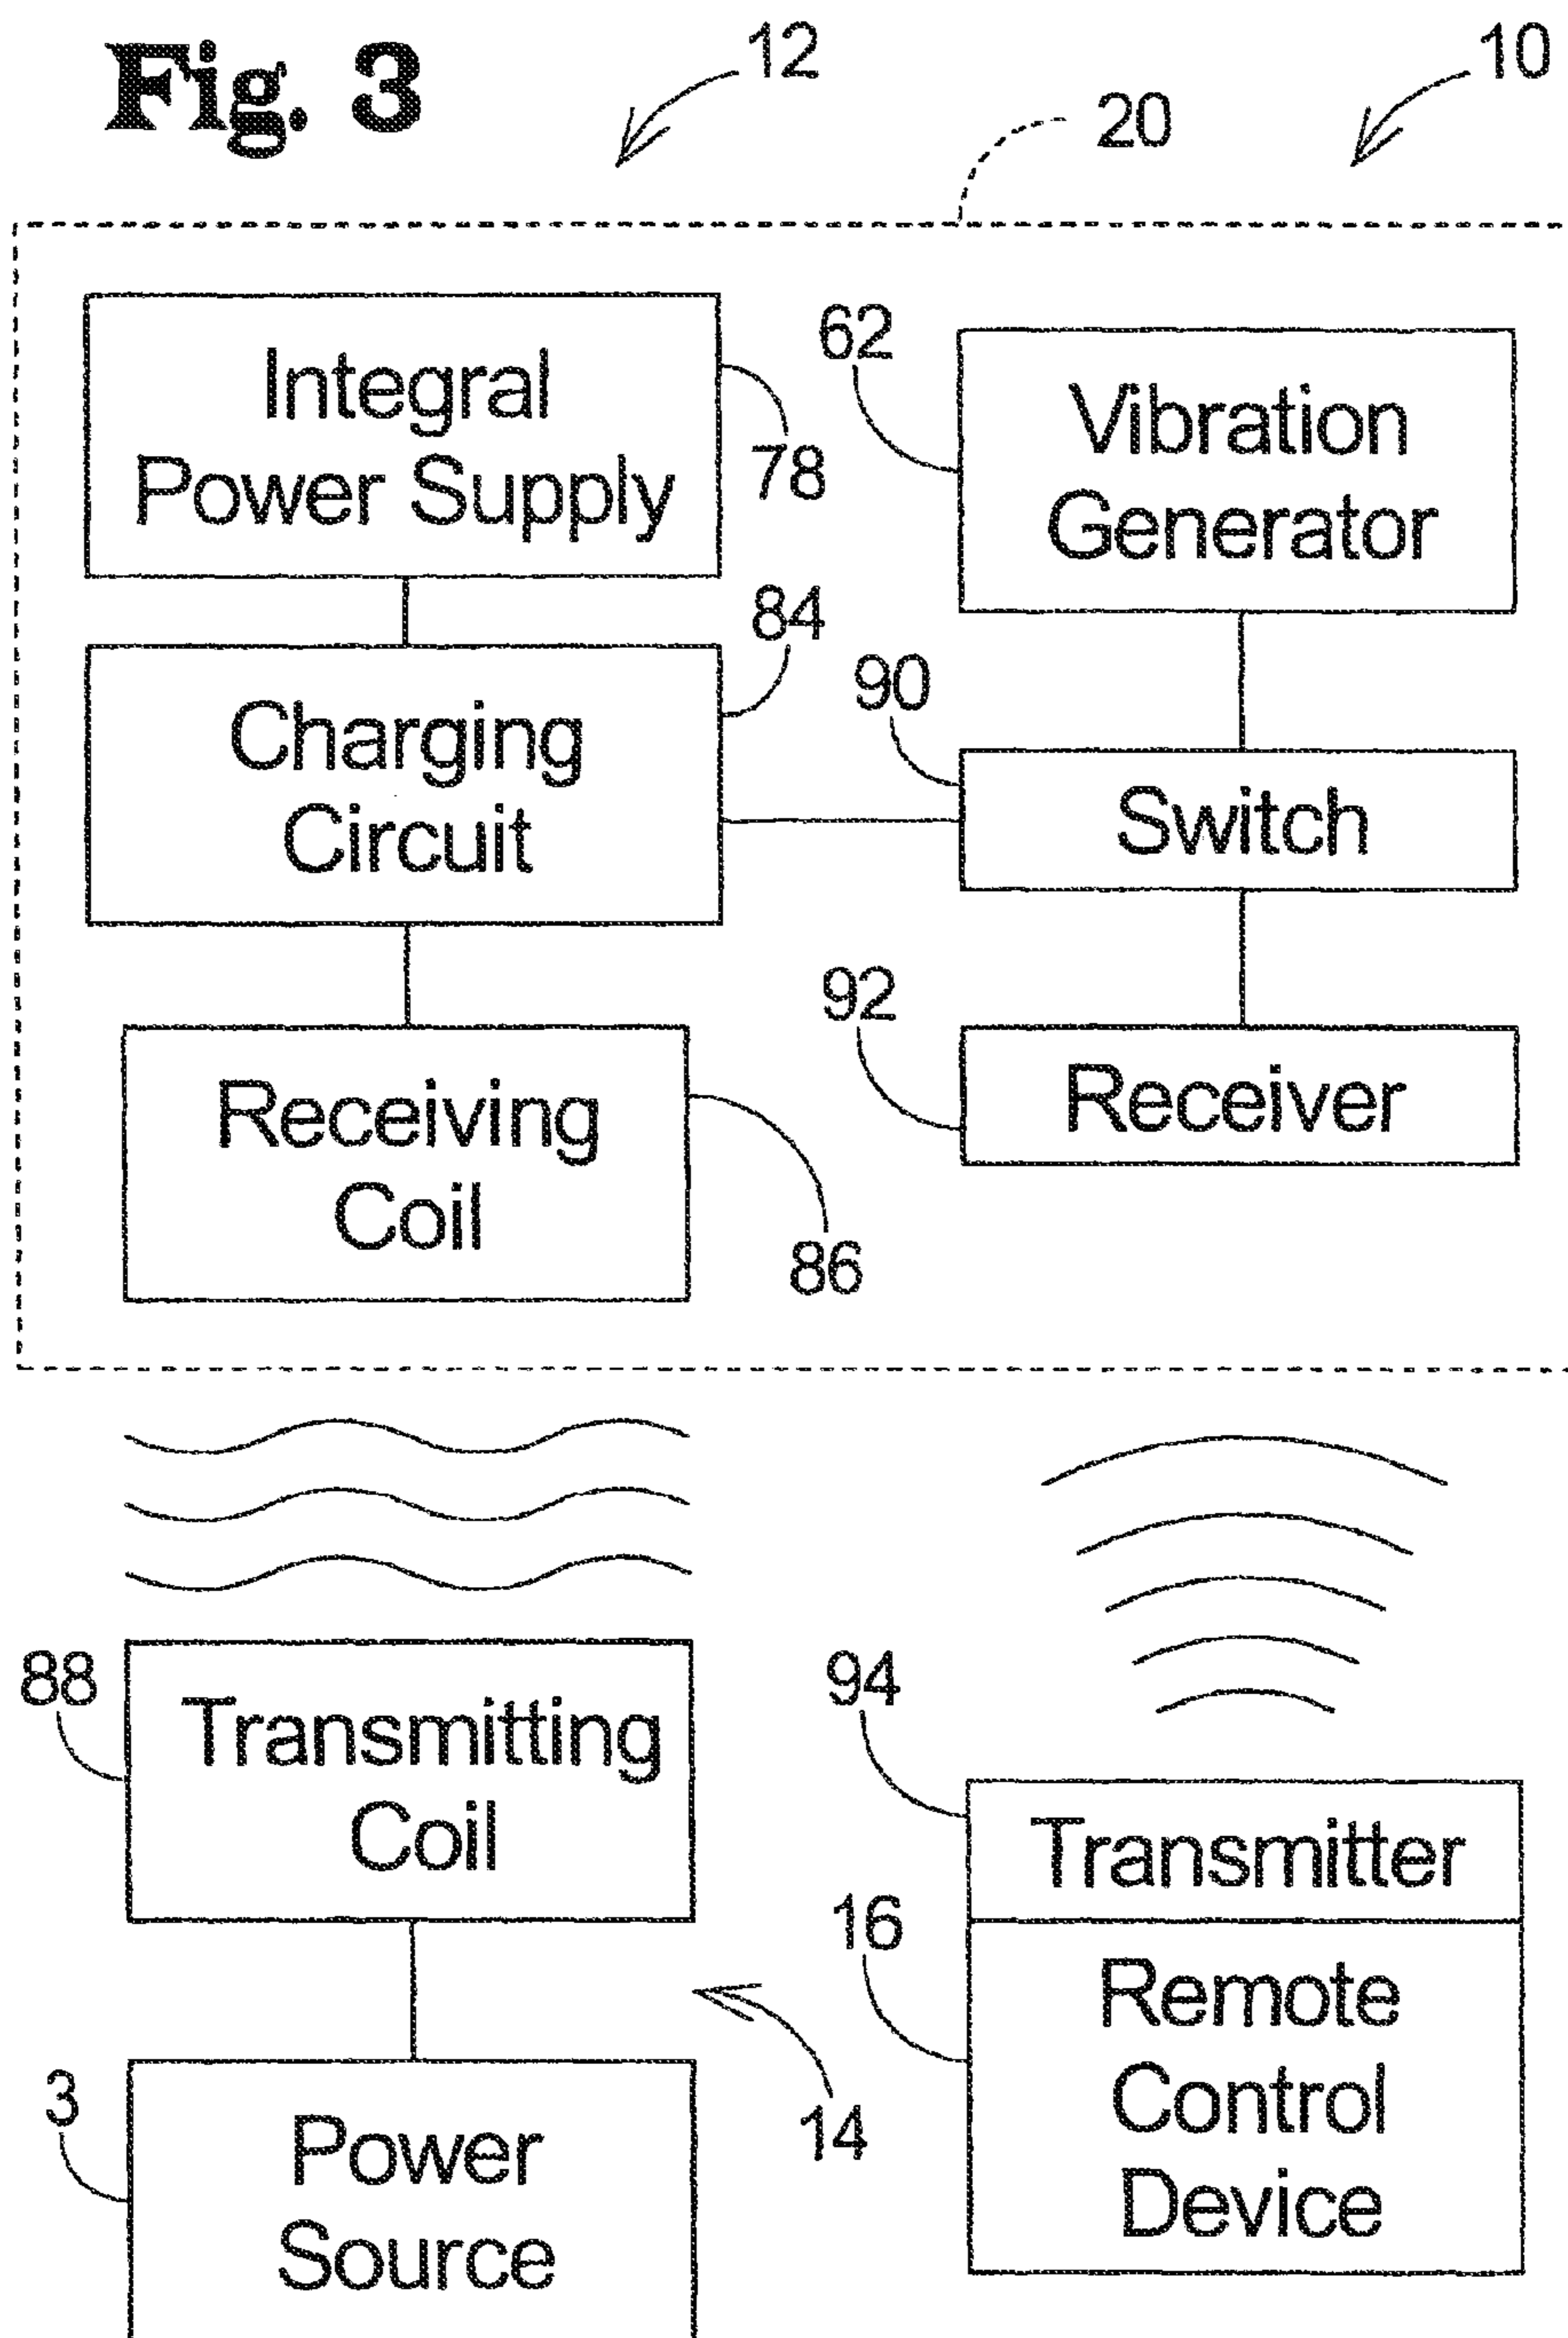 Fig. 3
12
10
20
Integral
Power Supply
78
62
Vibration
Generator
84
Charging
Circuit
90
Switch
Receiving
Coil
86
92
Receiver
88
Transmitting
Coil
94
Transmitter
16
Remote
Control
Device
14
3
Power
Source